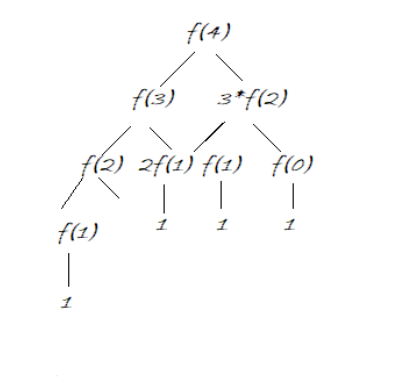 f(4)
f(3) 3*f(2)
f(2) 2f(1) f(1) f(0)
f(1) 1 1 1
1